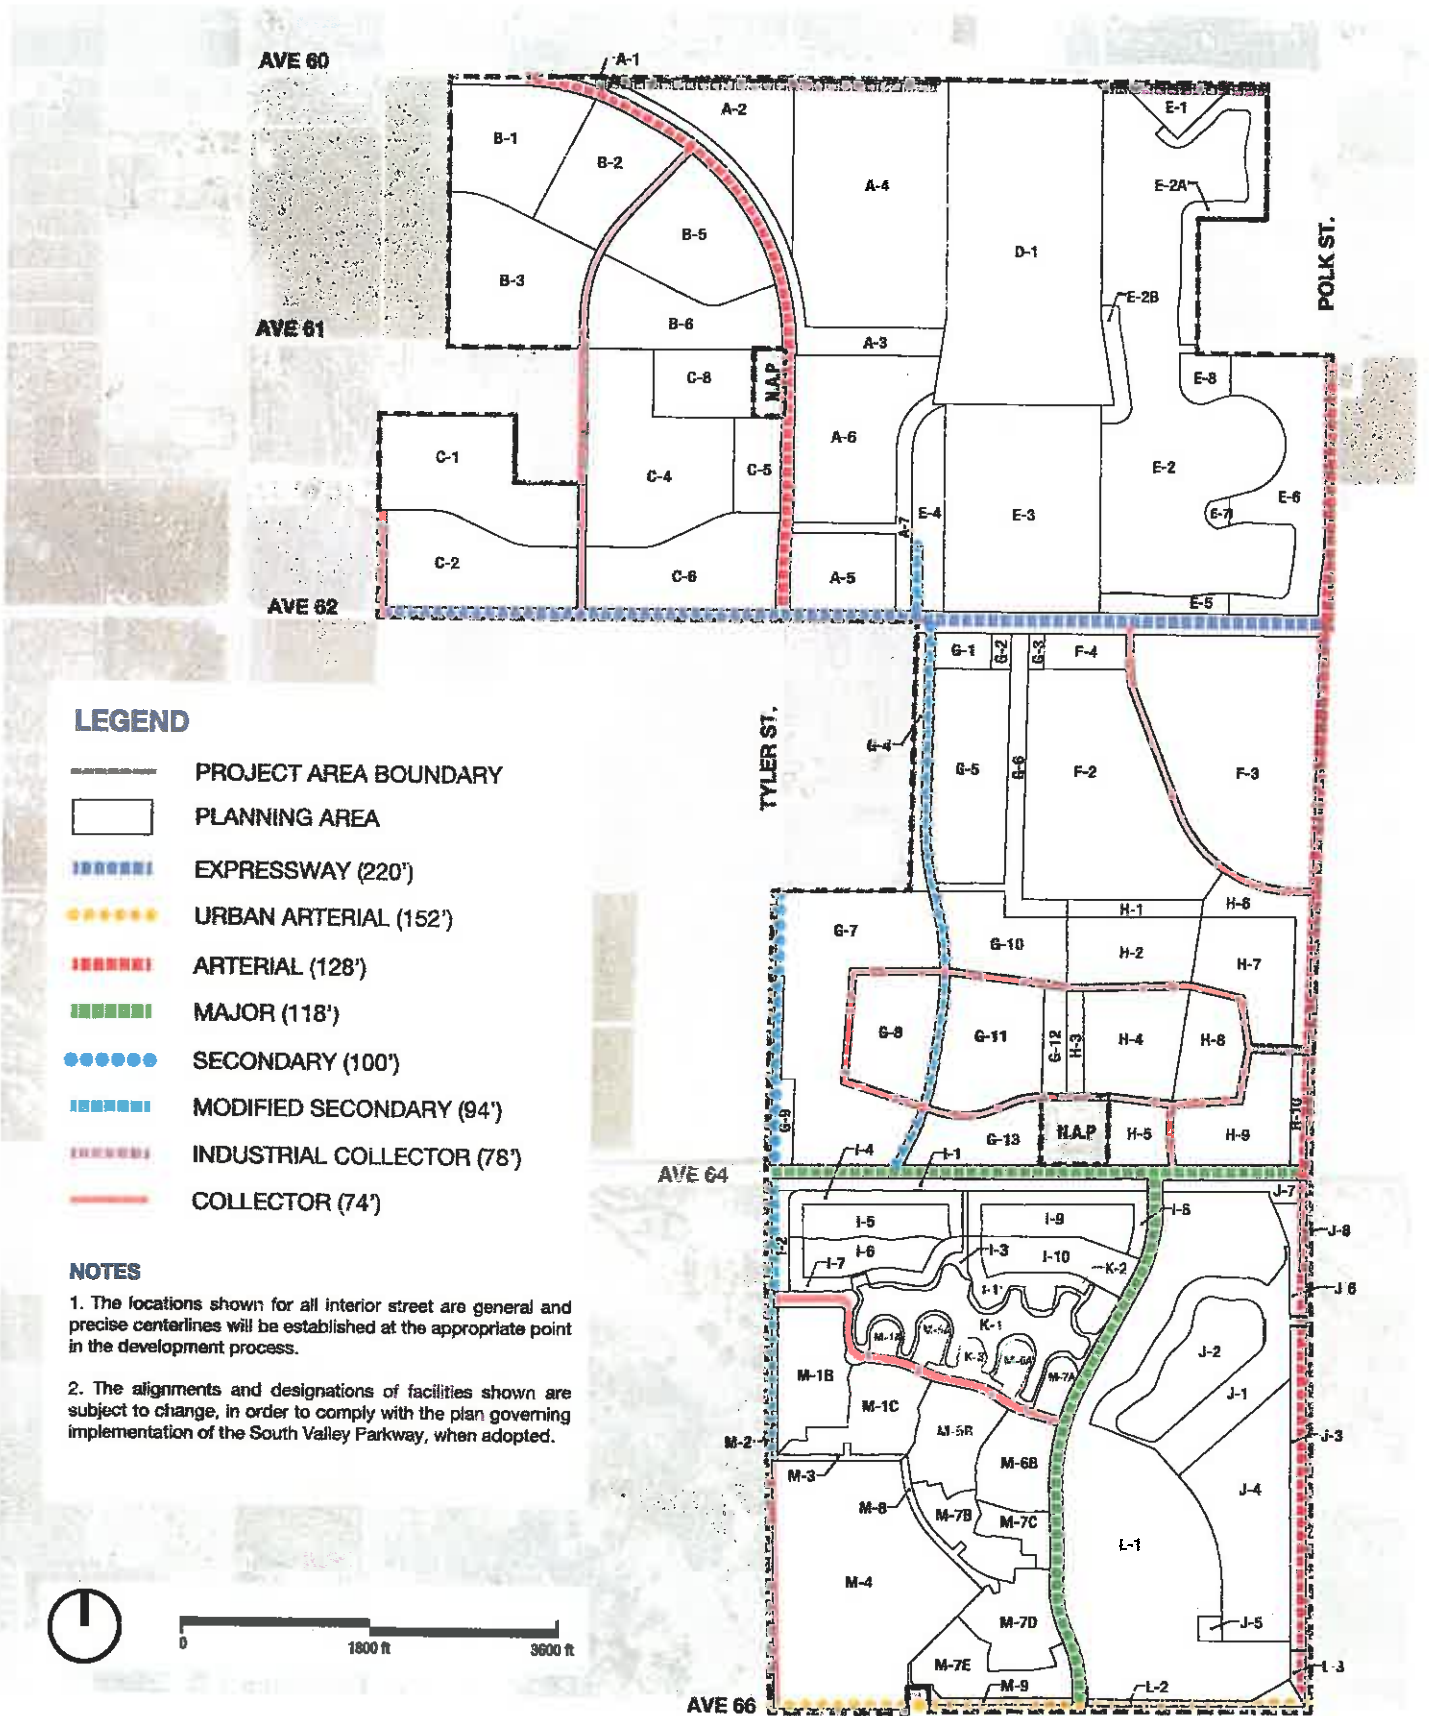 AVE 60
A-1
A-2
E-1
B-1
B-2
A-4
E-2A
B-5
D-1
POLK ST.
B-3
E-2B
AVE 61
B-6
A-3
C-8
N.A.P
E-8
C-1
A-6
C-4
C-5
E-2
E-6
A-7
E-4
E-3
E-7
C-2
C-6
A-5
E-5
AVE 62
G-1
G-2
G-3
F-4
TYLER ST.
G-4
G-5
G-6
F-2
F-3
LEGEND
PROJECT AREA BOUNDARY
PLANNING AREA
EXPRESSWAY (220')
URBAN ARTERIAL (152')
ARTERIAL (128')
MAJOR (118')
SECONDARY (100')
MODIFIED SECONDARY (94')
INDUSTRIAL COLLECTOR (78')
COLLECTOR (74')
H-1
H-6
G-7
G-10
H-2
H-7
G-8
G-11
G-12
H-3
H-4
H-8
G-9
G-13
N.A.P
H-5
H-9
H-10
AVE 64
I-4
I-1
J-7
I-5
I-9
I-8
J-8
I-2
I-6
I-7
I-3
I-10
K-2
J-6
K-1
K-3
M-6A
M-7A
J-2
M-1B
J-1
M-1C
M-5B
M-2
J-3
M-3
M-6B
J-4
M-8
M-7B
M-7C
L-1
M-4
M-7D
J-5
M-7E
M-9
L-2
L-3
AVE 66
NOTES
1. The locations shown for all interior street are general and
precise centerlines will be established at the appropriate point
in the development process.
2. The alignments and designations of facilities shown are
subject to change, in order to comply with the plan governing
implementation of the South Valley Parkway, when adopted.
0
1800 ft
3600 ft